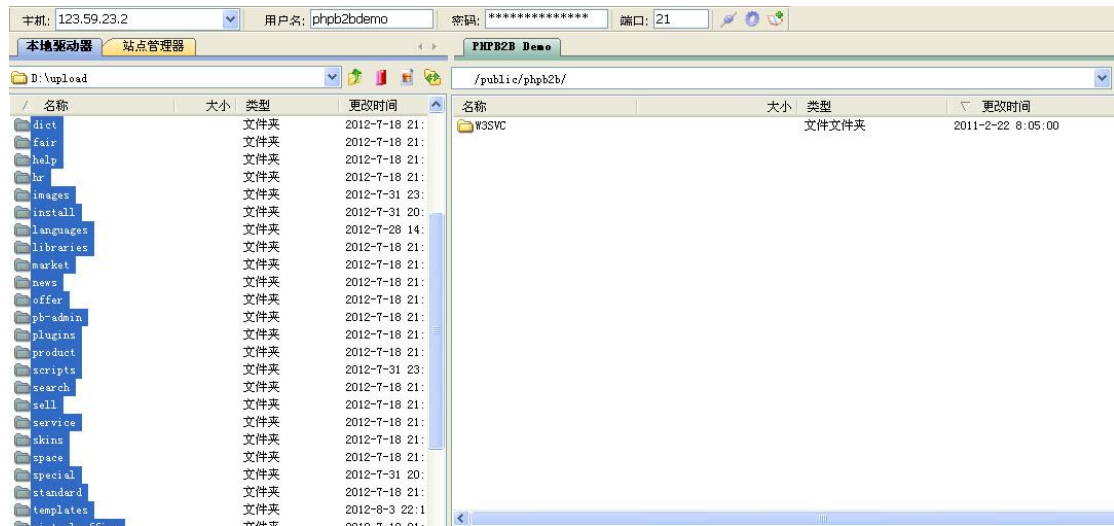 主机: 123.59.23.2 用户名: phpb2bdemo 密码: ************** 端口: 21
本地驱动器 站点管理器 PHPB2B Demo
D:\upload /public/phpb2b/
名称 大小 类型 更改时间 名称 大小 类型 更改时间
dict 文件夹 2012-7-18 21: W3SVC 文件文件夹 2011-2-22 8:05:00
fair 文件夹 2012-7-18 21:
help 文件夹 2012-7-18 21:
hr 文件夹 2012-7-18 21:
images 文件夹 2012-7-31 23:
install 文件夹 2012-7-31 20:
languages 文件夹 2012-7-28 14:
libraries 文件夹 2012-7-18 21:
market 文件夹 2012-7-18 21:
news 文件夹 2012-7-18 21:
offer 文件夹 2012-7-18 21:
pb-admin 文件夹 2012-7-18 21:
plugins 文件夹 2012-7-18 21:
product 文件夹 2012-7-18 21:
scripts 文件夹 2012-7-31 23:
search 文件夹 2012-7-18 21:
sell 文件夹 2012-7-18 21:
service 文件夹 2012-7-18 21:
skins 文件夹 2012-7-18 21:
space 文件夹 2012-7-18 21:
special 文件夹 2012-7-31 20:
standard 文件夹 2012-7-18 21:
templates 文件夹 2012-8-3 22:1